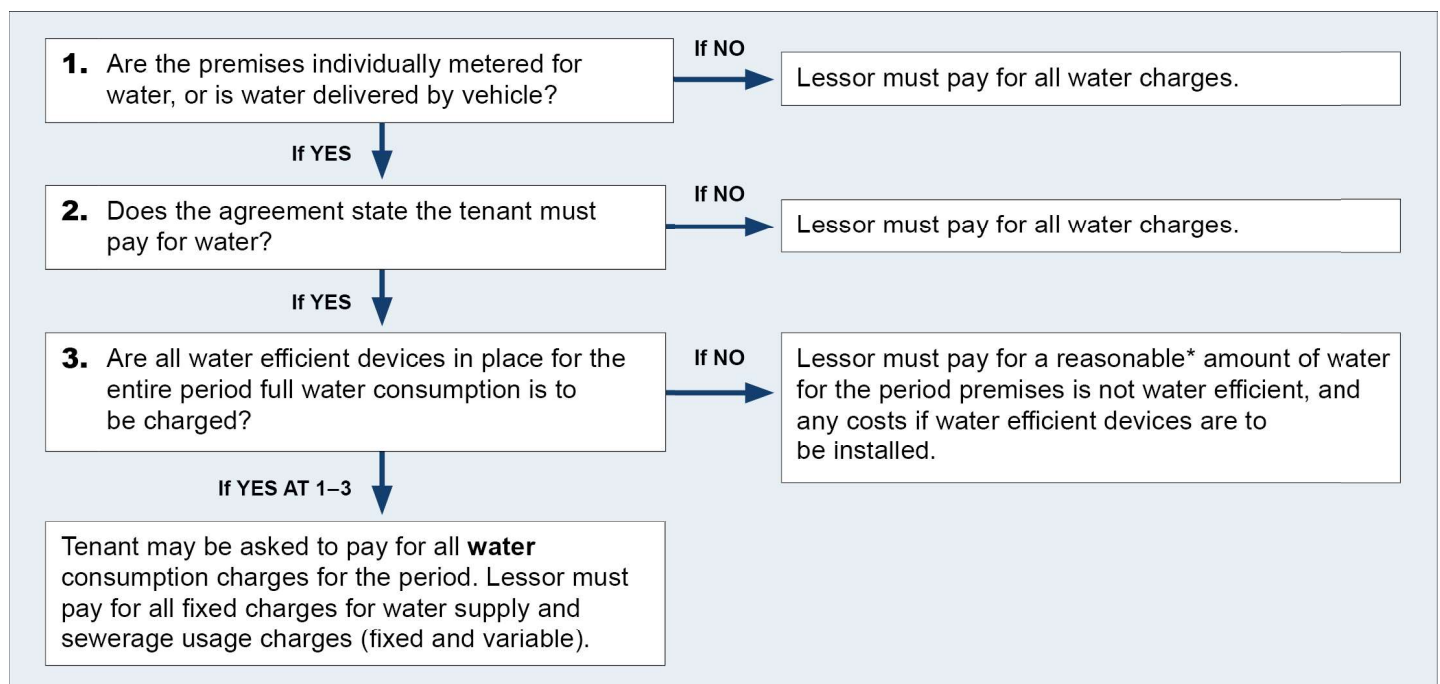 1. Are the premises individually metered for
water, or is water delivered by vehicle?
If NO
Lessor must pay for all water charges.
If YES
2. Does the agreement state the tenant must
pay for water?
If NO
Lessor must pay for all water charges.
If YES
3. Are all water efficient devices in place for the
entire period full water consumption is to
be charged?
If NO
Lessor must pay for a reasonable* amount of water
for the period premises is not water efficient, and
any costs if water efficient devices are to
be installed.
If YES AT 1–3
Tenant may be asked to pay for all water
consumption charges for the period. Lessor must
pay for all fixed charges for water supply and
sewerage usage charges (fixed and variable).